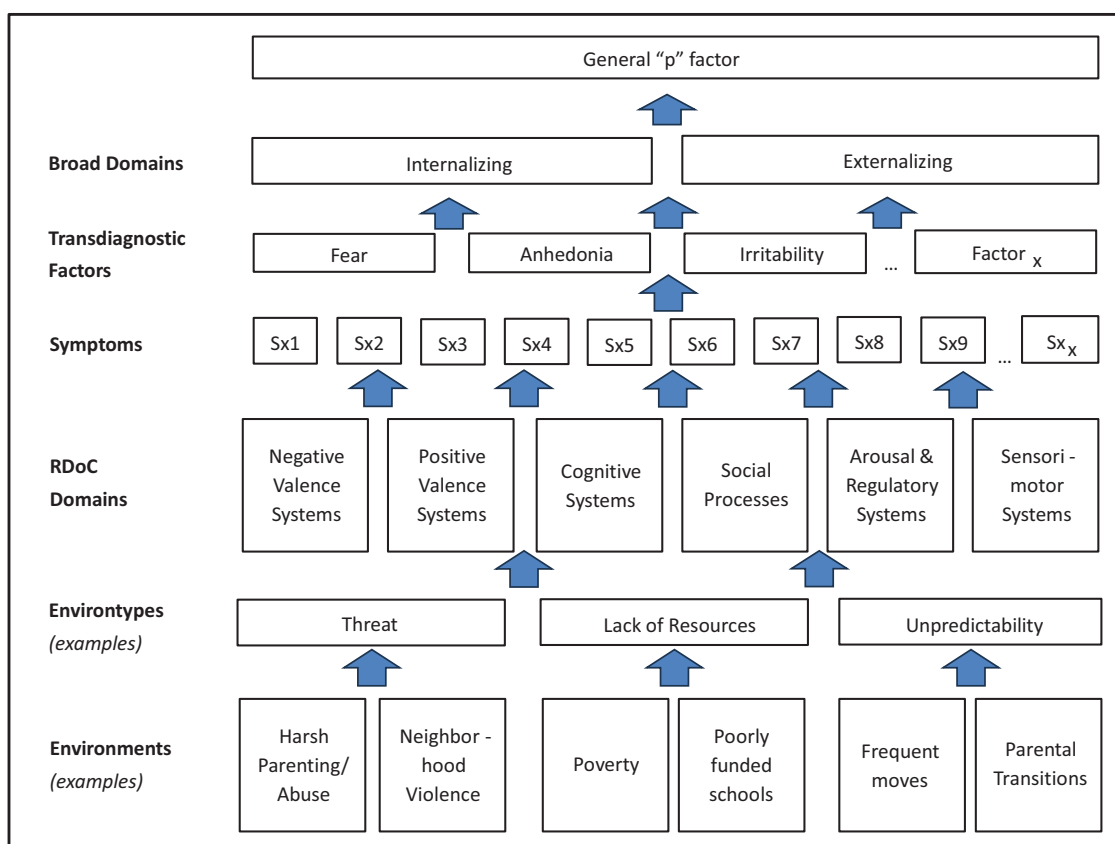 General “p” factor
Broad Domains
Internalizing
Externalizing
Transdiagnostic
Factors
Fear
Anhedonia
Irritability
...
Factor x
Symptoms
Sx1
Sx2
Sx3
Sx4
Sx5
Sx6
Sx7
Sx8
Sx9
...
Sxx
RDoC
Domains
Negative
Valence
Systems
Positive
Valence
Systems
Cognitive
Systems
Social
Processes
Arousal &
Regulatory
Systems
Sensori -
motor
Systems
Environtypes
(examples)
Threat
Lack of Resources
Unpredictability
Environments
(examples)
Harsh
Parenting/
Abuse
Neighbor -
hood
Violence
Poverty
Poorly
funded
schools
Frequent
moves
Parental
Transitions